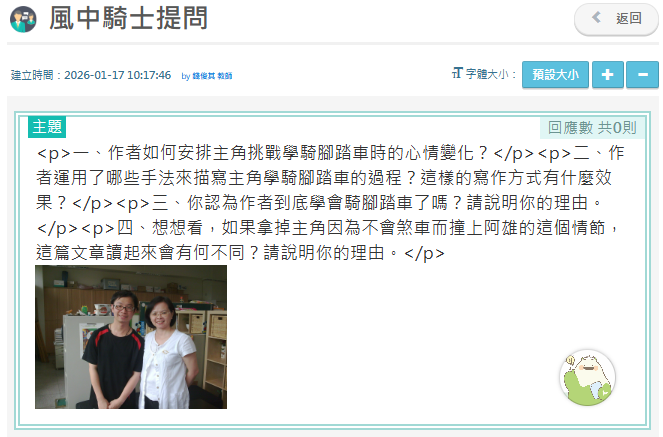 風中騎士提問
返回
建立時間：2026-01-17 10:17:46 by 錢優其 教師
字體大小：
預設大小
主題
回應數 共0則
<p>一、作者如何安排主角挑戰學騎腳踏車時的心情變化？</p><p>二、作
者運用了哪些手法來描寫主角學騎腳踏車的過程？這樣的寫作方式有什麼效
果？</p><p>三、你認為作者到底學會騎腳踏車了嗎？請說明你的理由。
</p><p>四、想想看，如果拿掉主角因為不會煞車而撞上阿雄的這個情節，
這篇文章讀起來會有何不同？請說明你的理由。</p>